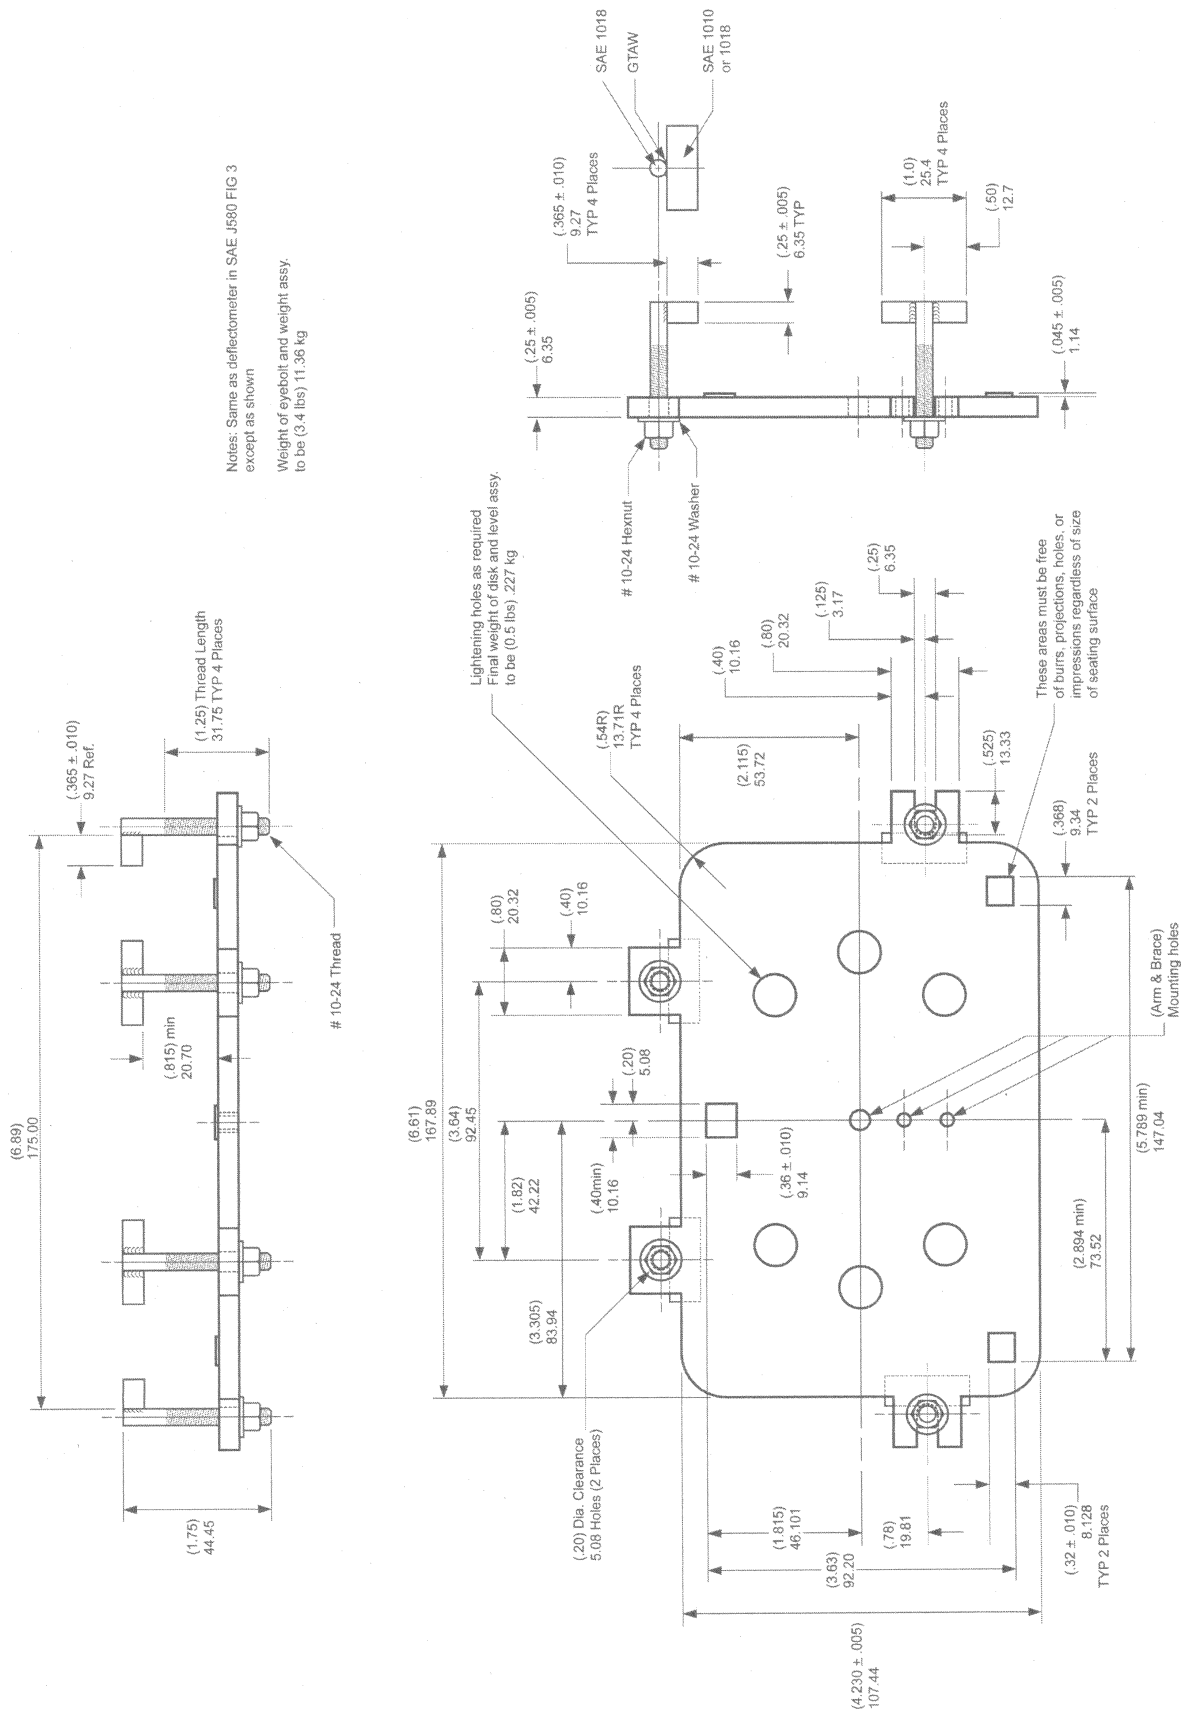 (6.89)
175.00
(.365 ± .010)
9.27 Ref.
(1.25) Thread Length
31.75 TYP 4 Places
(.815) min
20.70
(1.75)
44.45
# 10-24 Thread
Notes: Same as deflectometer in SAE J580 FIG 3
except as shown
Weight of eyebolt and weight assy.
to be (3.4 lbs) 11.36 kg
(6.61)
167.89
(3.64)
92.45
(1.82)
42.22
(3.305)
83.94
(.80)
20.32
(.40)
10.16
(.20)
5.08
(.40min)
10.16
(.36 ± .010)
9.14
(.20) Dia. Clearance
5.08 Holes (2 Places)
Lightening holes as required
Final weight of disk and level assy.
to be (0.5 lbs) .227 kg
(.54R)
13.71R
TYP 4 Places
(2.115)
53.72
(.40)
10.16
(.80)
20.32
(.125)
3.17
(.25)
6.35
(.525)
13.33
(.368)
9.34
TYP 2 Places
These areas must be free
of burrs, projections, holes, or
impressions regardless of size
of seating surface
(Arm & Brace)
Mounting holes
(5.789 min)
147.04
(2.894 min)
73.52
(1.815)
46.101
(.78)
19.81
(3.63)
92.20
(.32 ± .010)
8.128
TYP 2 Places
(4.230 ± .005)
107.44
# 10-24 Hexnut
# 10-24 Washer
(.25 ± .005)
6.35
(.365 ± .010)
9.27
TYP 4 Places
SAE 1018
GTAW
SAE 1010
or 1018
(.25 ± .005)
6.35 TYP
(1.0)
25.4
TYP 4 Places
(.50)
12.7
(.045 ± .005)
1.14